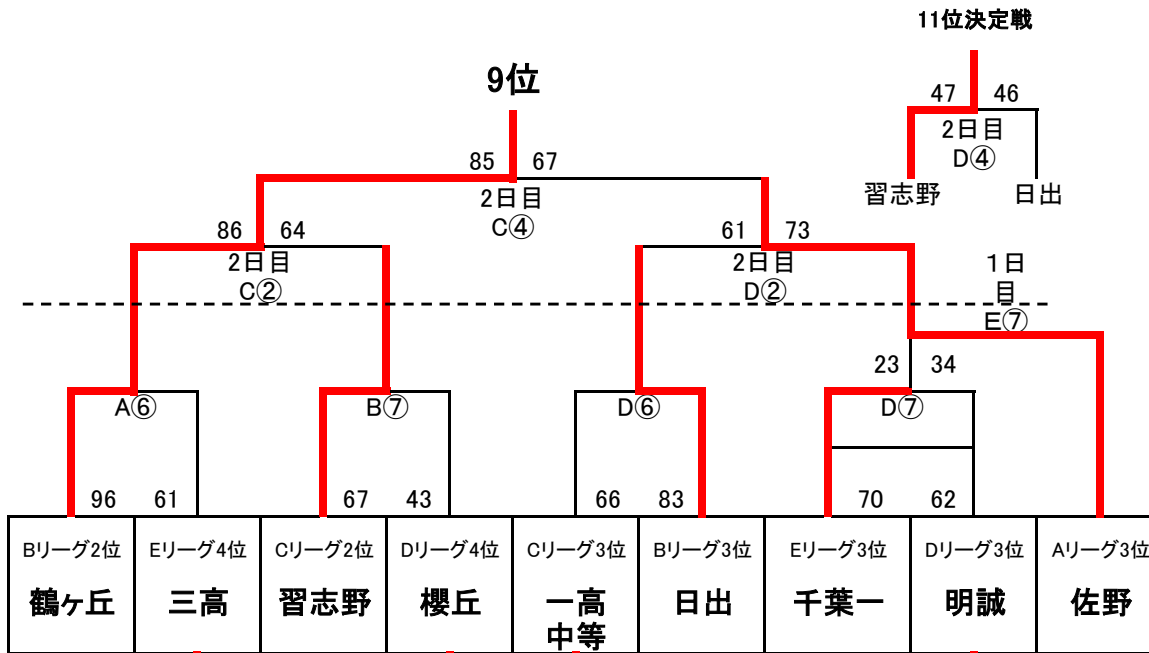 11位決定戦
9位
47 46
2日目
D④
習志野 日出
85 67
2日目
C④
86 64
2日目
C②
61 73
2日目
D②
1日
目
E⑦
23 34
A⑥ B⑦ D⑥ D⑦
96 61 67 43 66 83 70 62
Bリーグ2位 Eリーグ4位 Cリーグ2位 Dリーグ4位 Cリーグ3位 Bリーグ3位 Eリーグ3位 Dリーグ3位 Aリーグ3位
鶴ヶ丘 三高 習志野 櫻丘 一高 日出 千葉一 明誠 佐野
中等